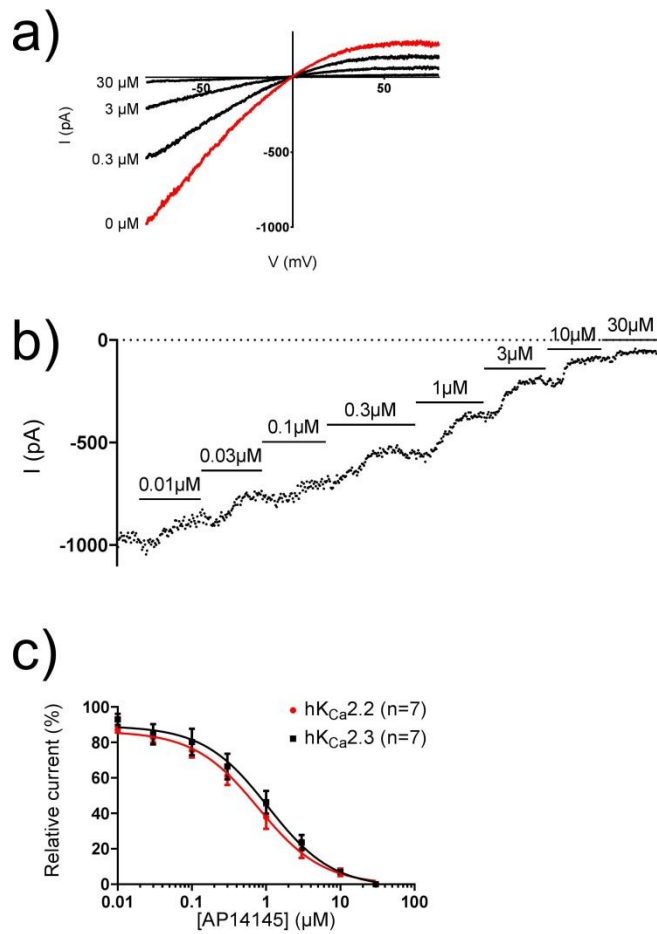 a)
30 µM
3 µM
0.3 µM
0 µM
I (pA)
-50
50
-500
-1000
V (mV)
b)
0
-500
-1000
I (pA)
0.01µM
0.03µM
0.1µM
0.3µM
1µM
3µM
10µM
30µM
c)
100
80
60
40
20
0
Relative current (%)
0.01
0.1
1
10
100
[AP14145] (µM)
hKCa2.2 (n=7)
hKCa2.3 (n=7)